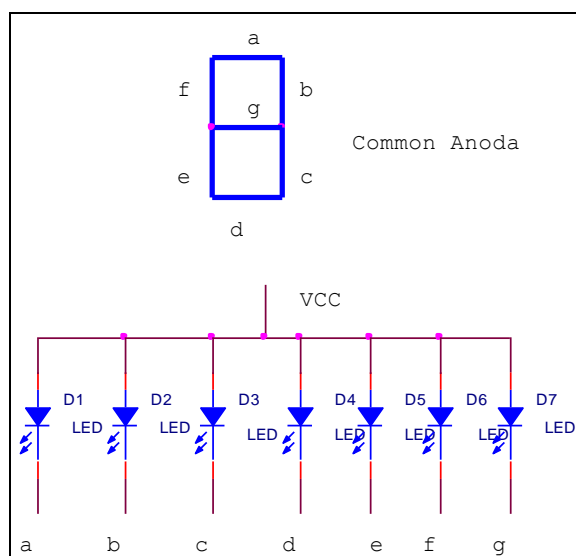 a
f b
g
Common Anoda
e c
d
VCC
D1 D2 D3 D4 D5 D6 D7
LED LED LED LED LED LED LED
a b c d e f g